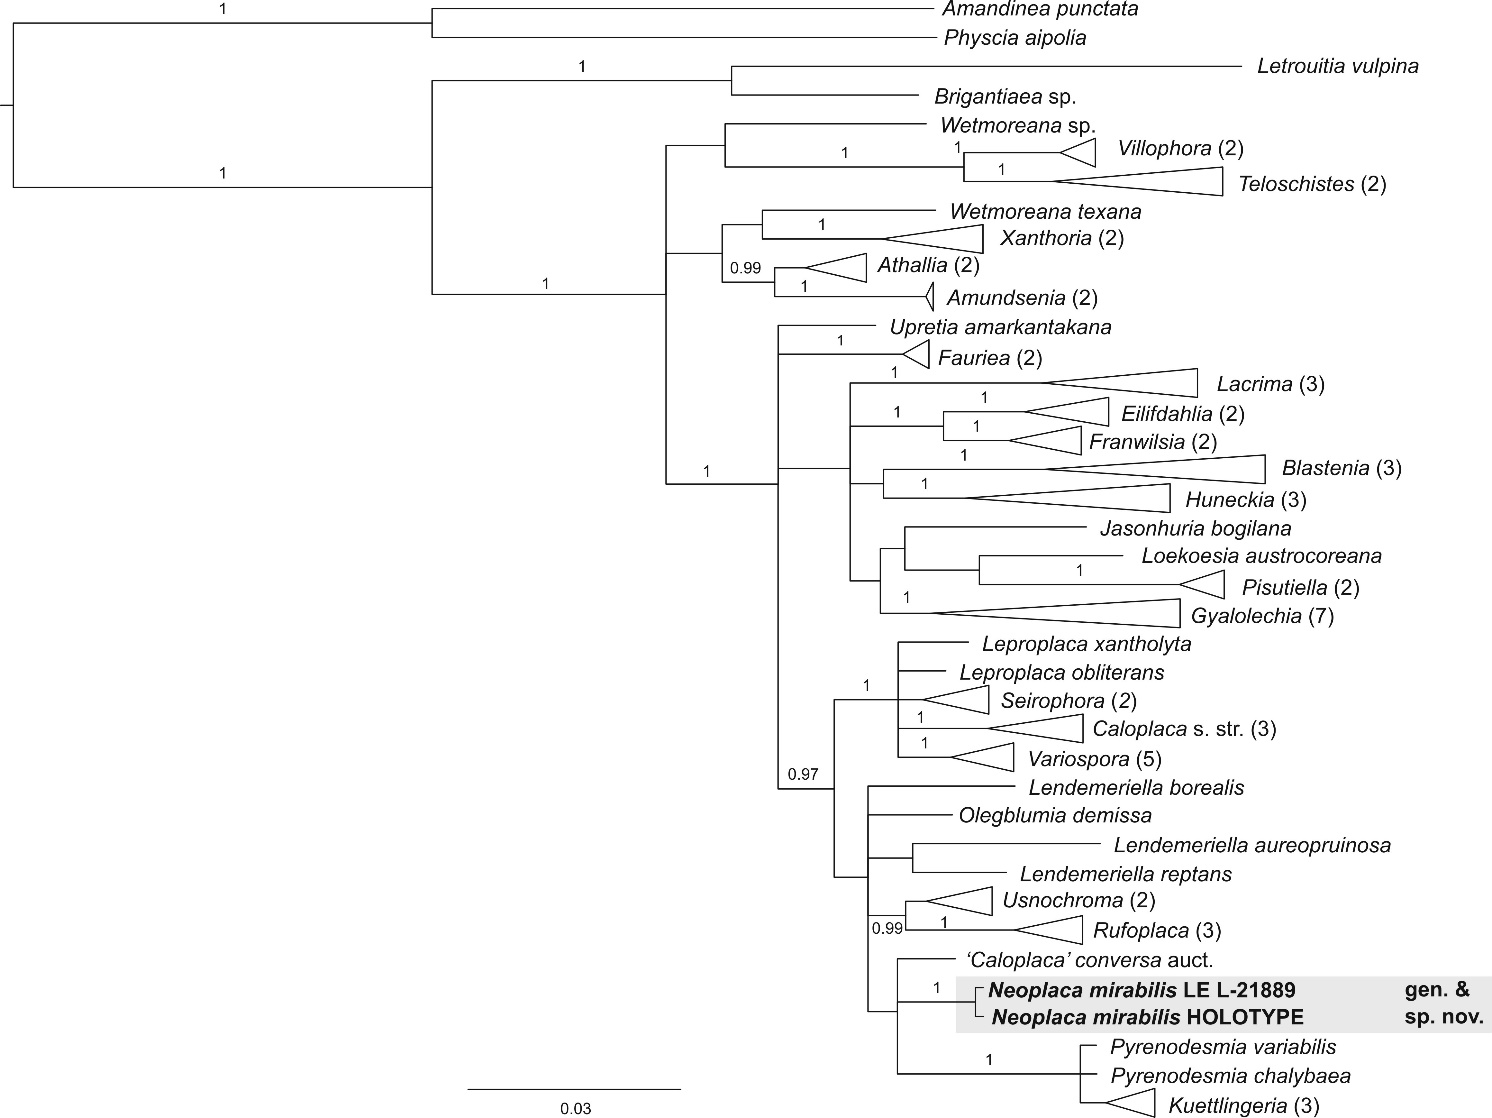 1
Amandinea punctata
Physcia aipolia
1
Letrouitia vulpina
Brigantiaea sp.
Wetmoreana sp.
1
Villophora (2)
1
1
1
Teloschistes (2)
Wetmoreana texana
1
Xanthoria (2)
0.99
Athallia (2)
1
1
Amundsenia (2)
Upretia amarkantakana
1
Fauriea (2)
1
Lacrima (3)
1
1
Eilifdahlia (2)
1
Franwilsia (2)
1
1
Blastenia (3)
1
Huneckia (3)
Jasonhuria bogilana
Loekoesia austrocoreana
1
Pisutiella (2)
1
Gyalolechia (7)
Leproplaca xantholyta
Leproplaca obliterans
1
Seirophora (2)
1
Caloplaca s. str. (3)
1
Variospora (5)
0.97
Lendemeriella borealis
Olegblumia demissa
Lendemeriella aureopruinosa
Lendemeriella reptans
Usnochroma (2)
0.99
1
Rufoplaca (3)
‘Caloplaca’ conversa auct.
1
Neoplaca mirabilis LE L-21889 gen. &
Neoplaca mirabilis HOLOTYPE sp. nov.
Pyrenodesmia variabilis
1
Pyrenodesmia chalybaea
Kuettlingeria (3)
0.03